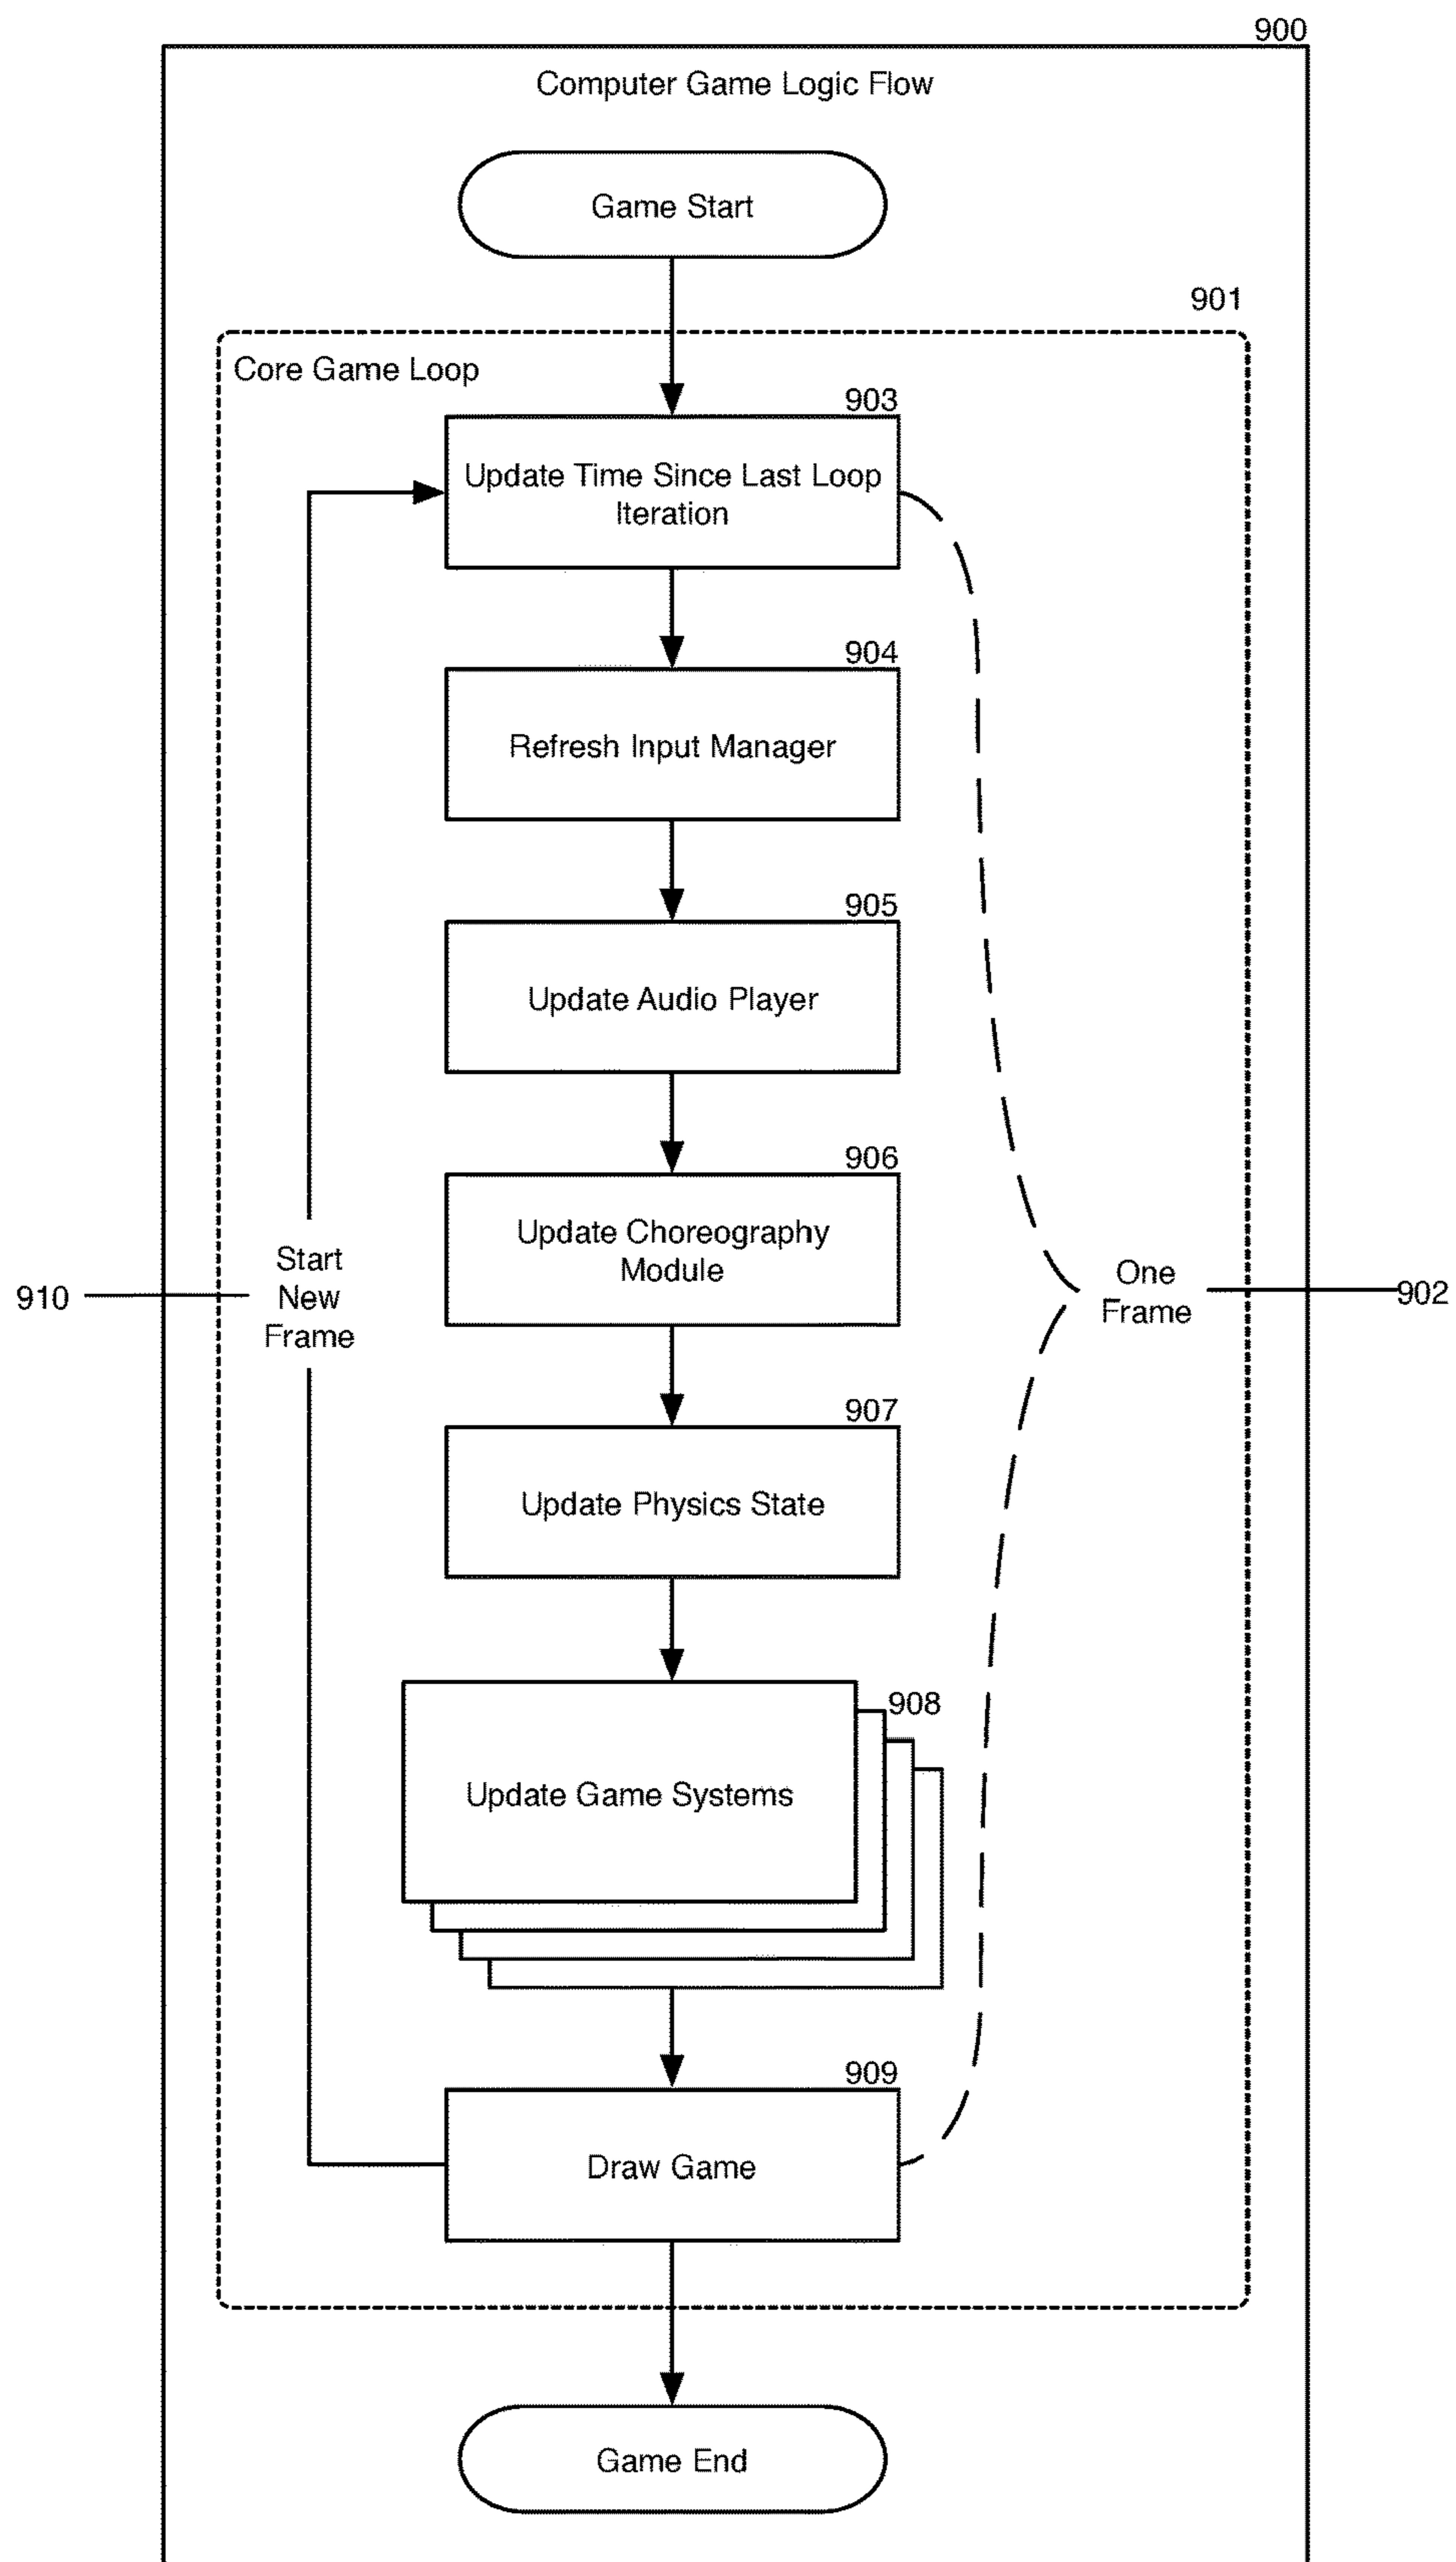 900
Computer Game Logic Flow
Game Start
901
Core Game Loop
903
Update Time Since Last Loop
Iteration
904
Refresh Input Manager
905
Update Audio Player
906
Update Choreography
Module
910
Start
New
Frame
One
Frame
902
907
Update Physics State
908
Update Game Systems
909
Draw Game
Game End